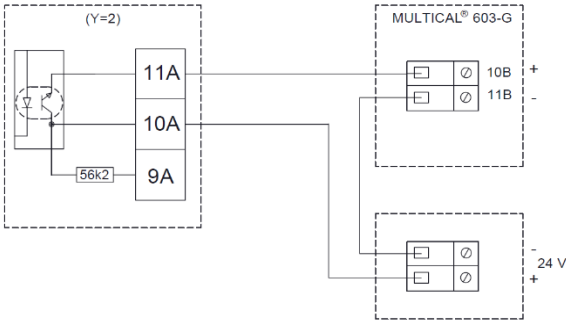 (Y=2)
MULTICAL® 603-G
11A
10A
56k2
9A
10B +
11B -
-
24 V
+